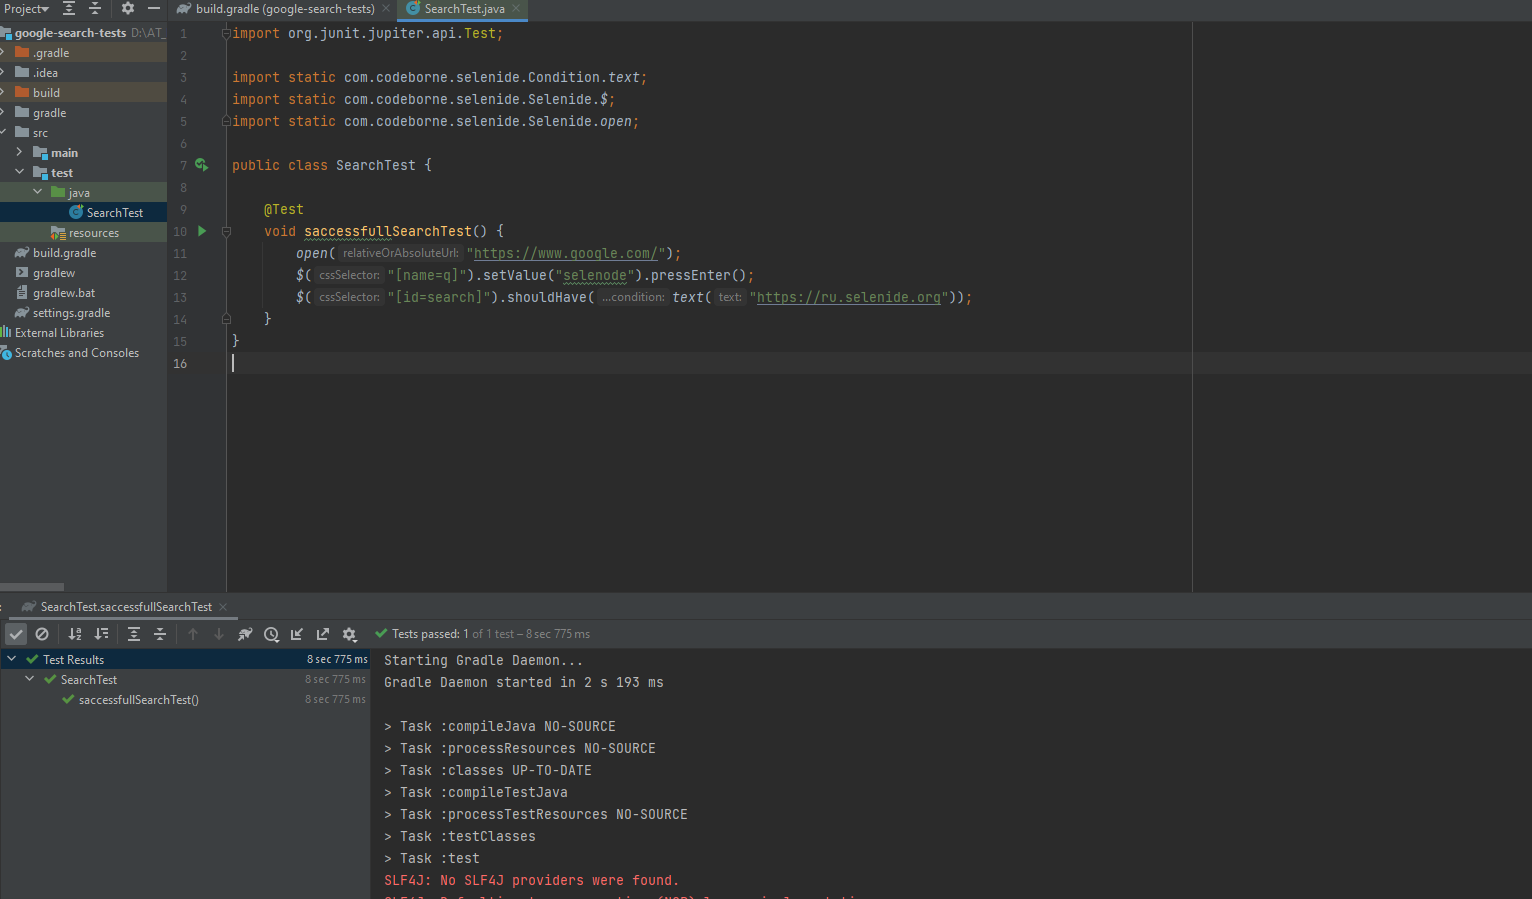 Project
build.gradle (google-search-tests)
SearchTest.java
google-search-tests D:\AT_
.gradle
.idea
build
gradle
src
main
test
java
SearchTest
resources
build.gradle
gradlew
gradlew.bat
settings.gradle
External Libraries
Scratches and Consoles
1 import org.junit.jupiter.api.Test;
2
3 import static com.codeborne.selenide.Condition.text;
4 import static com.codeborne.selenide.Selenide.$;
5 import static com.codeborne.selenide.Selenide.open;
6
7 public class SearchTest {
8
9 @Test
10 void saccessfullSearchTest() {
11 open( relativeOrAbsoluteUrl: "https://www.google.com/");
12 $( cssSelector: "[name=q]").setValue("selenode").pressEnter();
13 $( cssSelector: "[id=search]").shouldHave( ...condition: text( text: "https://ru.selenide.org"));
14 }
15 }
16
SearchTest.saccessfullSearchTest
Tests passed: 1 of 1 test – 8 sec 775 ms
Test Results 8 sec 775 ms
SearchTest 8 sec 775 ms
saccessfullSearchTest() 8 sec 775 ms
Starting Gradle Daemon...
Gradle Daemon started in 2 s 193 ms
> Task :compileJava NO-SOURCE
> Task :processResources NO-SOURCE
> Task :classes UP-TO-DATE
> Task :compileTestJava
> Task :processTestResources NO-SOURCE
> Task :testClasses
> Task :test
SLF4J: No SLF4J providers were found.